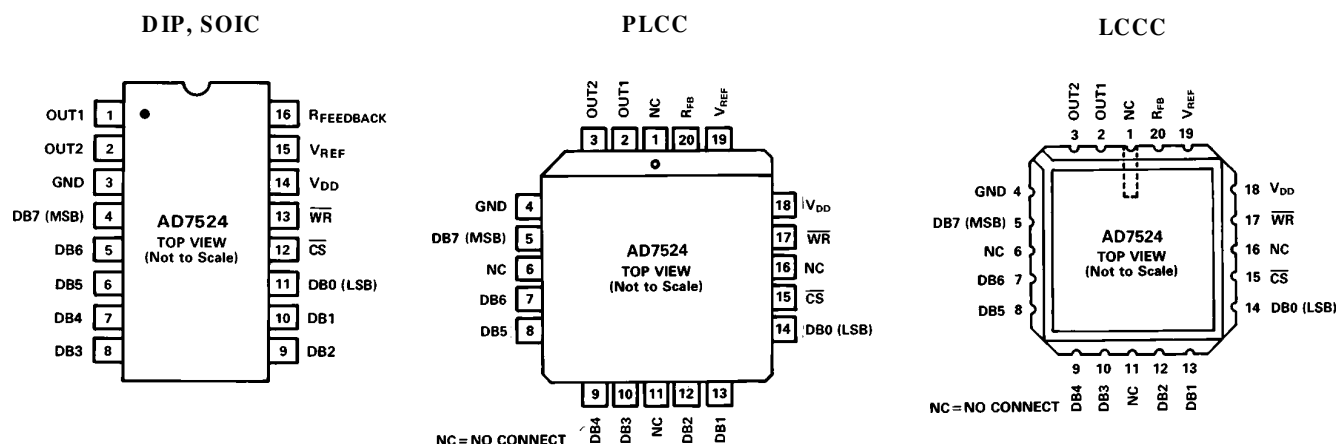 DIP, SOIC
OUT1 1
OUT2 2
GND 3
DB7 (MSB) 4
DB6 5
DB5 6
DB4 7
DB3 8
16 RFEEDBACK
15 VREF
14 VDD
13 WR
12 CS
11 DB0 (LSB)
10 DB1
9 DB2
AD7524
TOP VIEW
(Not to Scale)
PLCC
OUT2 OUT1 NC RFB VREF
3 2 1 20 19
GND 4
DB7 (MSB) 5
NC 6
DB6 7
DB5 8
18 VDD
17 WR
16 NC
15 CS
14 DB0 (LSB)
AD7524
TOP VIEW
(Not to Scale)
9 10 11 12 13
DB4 DB3 NC DB2 DB1
NC = NO CONNECT
LCCC
OUT2 OUT1 NC RFB VREF
3 2 1 20 19
GND 4
DB7 (MSB) 5
NC 6
DB6 7
DB5 8
18 VDD
17 WR
16 NC
15 CS
14 DB0 (LSB)
AD7524
TOP VIEW
(Not to Scale)
9 10 11 12 13
DB4 DB3 NC DB2 DB1
NC = NO CONNECT